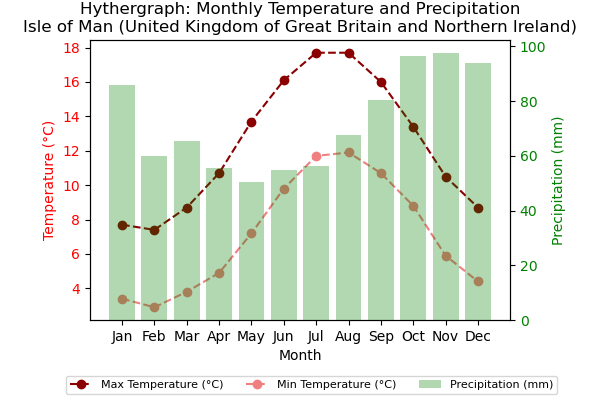 Hythergraph: Monthly Temperature and Precipitation
Isle of Man (United Kingdom of Great Britain and Northern Ireland)
Temperature (°C)
18
16
14
12
10
8
6
4
100
80
60
40
20
0
Precipitation (mm)
Jan Feb Mar Apr May Jun Jul Aug Sep Oct Nov Dec
Month
Max Temperature (°C) Min Temperature (°C) Precipitation (mm)